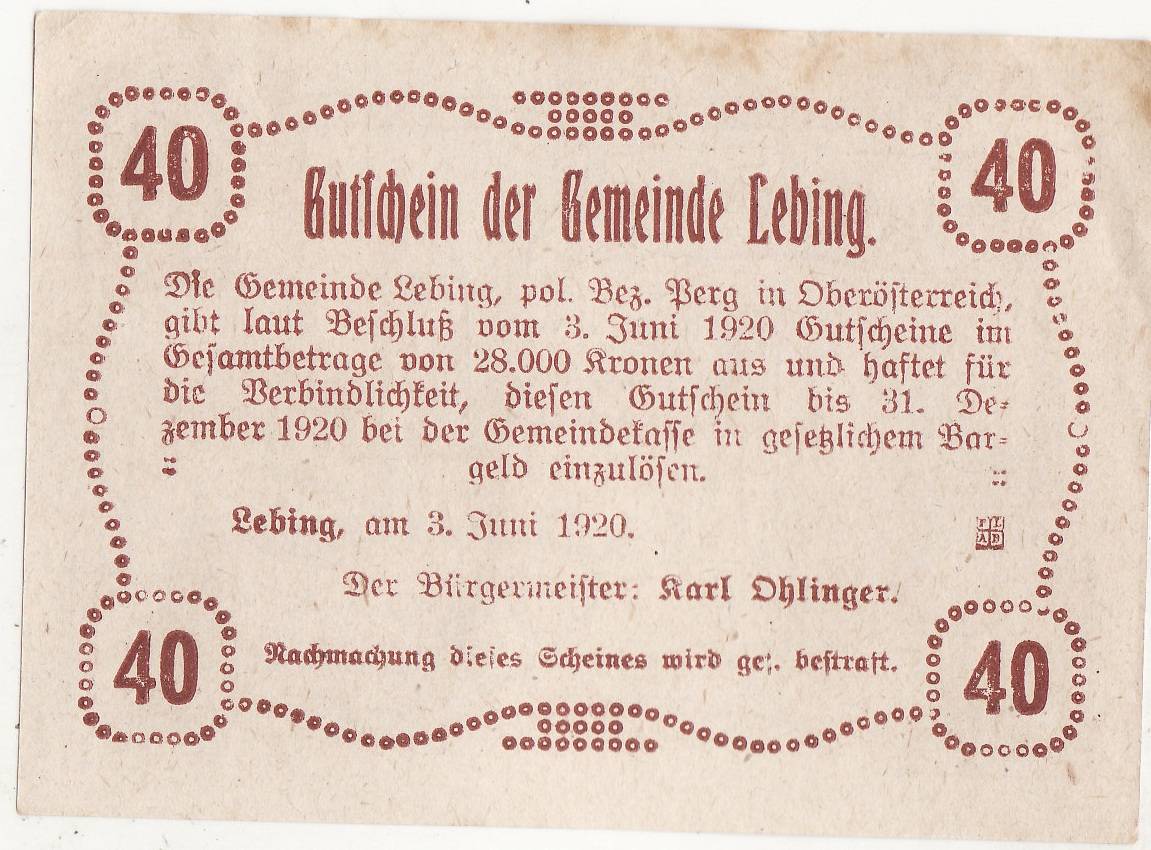 40
40
Gutschein der Gemeinde Lebing.
Die Gemeinde Lebing, pol. Bez. Perg in Oberösterreich,
gibt laut Beschluß vom 3. Juni 1920 Gutscheine im
Gesamtbetrage von 28.000 Kronen aus und haftet für
die Verbindlichkeit, diesen Gutschein bis 31. De=
zember 1920 bei der Gemeindekasse in gesetzlichem Bar=
geld einzulösen.
Lebing, am 3. Juni 1920.
Der Bürgermeister: Karl Ohlinger.
Nachmachung dieses Scheines wird ges. bestraft.
40
40